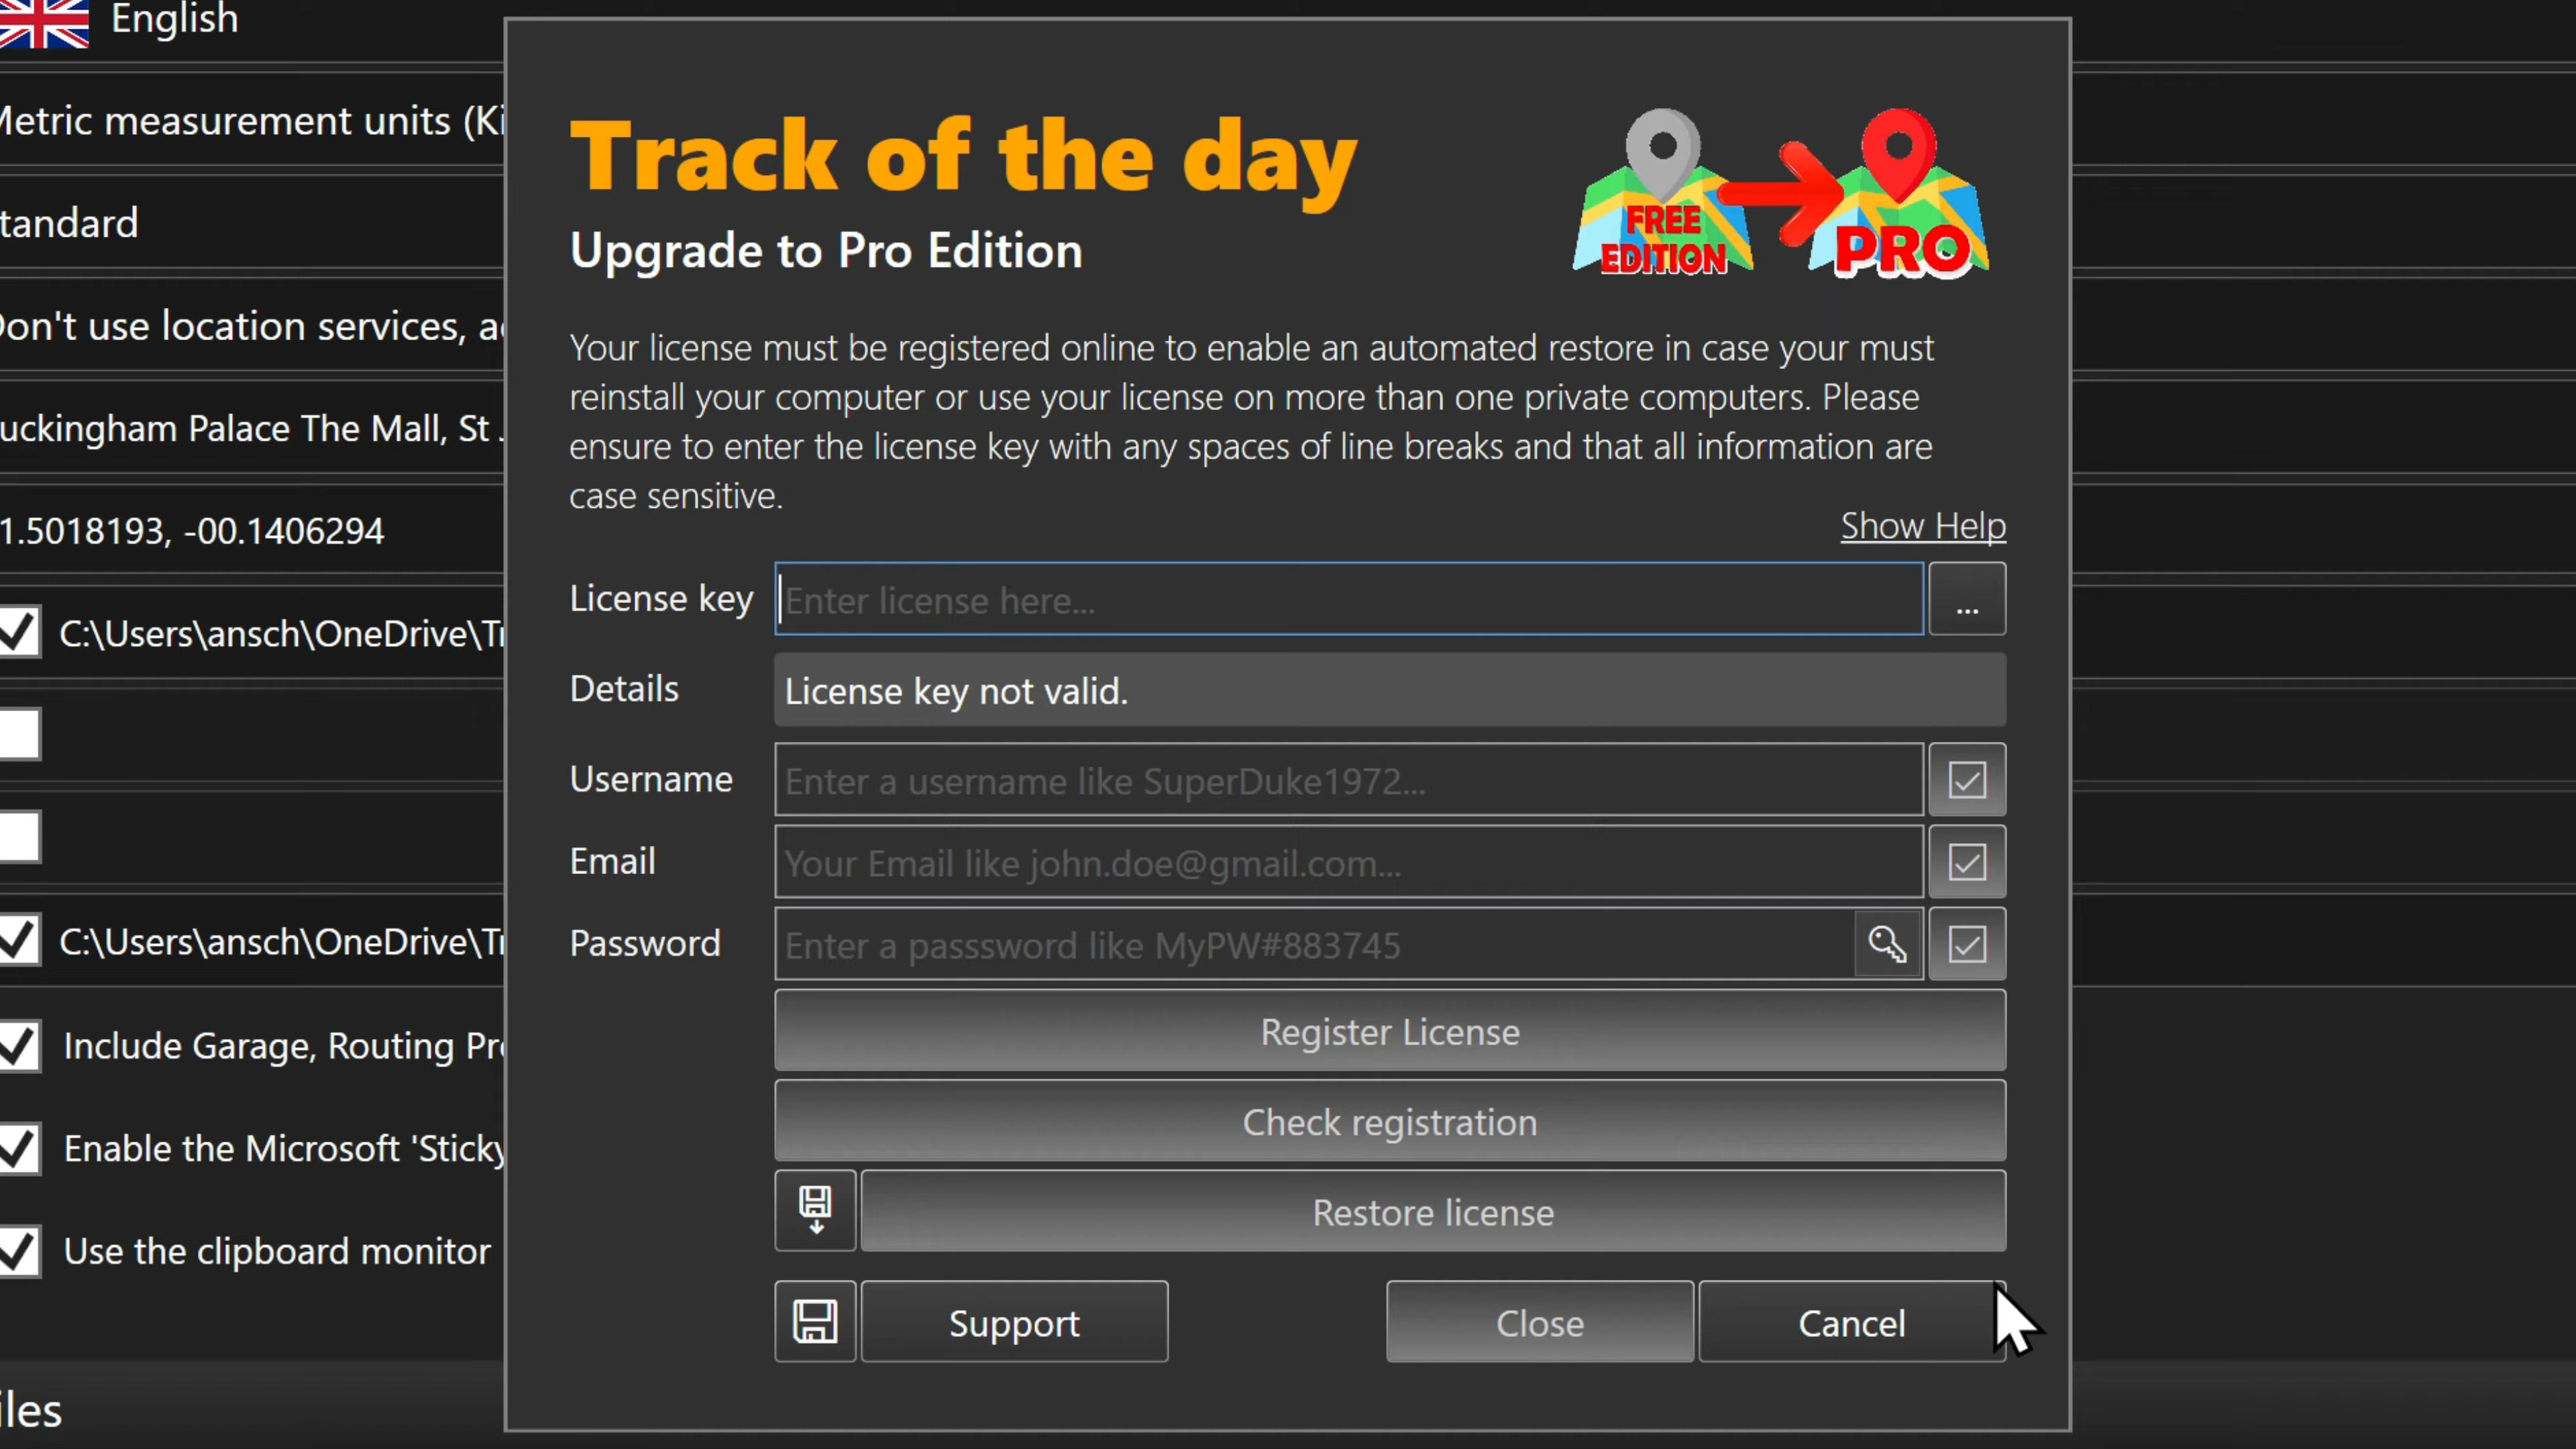 English
Metric measurement units (Ki
tandard
Don't use location services, a
uckingham Palace The Mall, St
1.5018193, -00.1406294
C:\Users\ansch\OneDrive\Tr
C:\Users\ansch\OneDrive\Tr
Include Garage, Routing Pr
Enable the Microsoft 'Sticky
Use the clipboard monitor
iles
Track of the day
Upgrade to Pro Edition
FREE
EDITION
PRO
Your license must be registered online to enable an automated restore in case your must
reinstall your computer or use your license on more than one private computers. Please
ensure to enter the license key with any spaces of line breaks and that all information are
case sensitive.
Show Help
License key
Enter license here...
...
Details
License key not valid.
Username
Enter a username like SuperDuke1972...
Email
Your Email like john.doe@gmail.com...
Password
Enter a passsword like MyPW#883745
Register License
Check registration
Restore license
Support
Close
Cancel